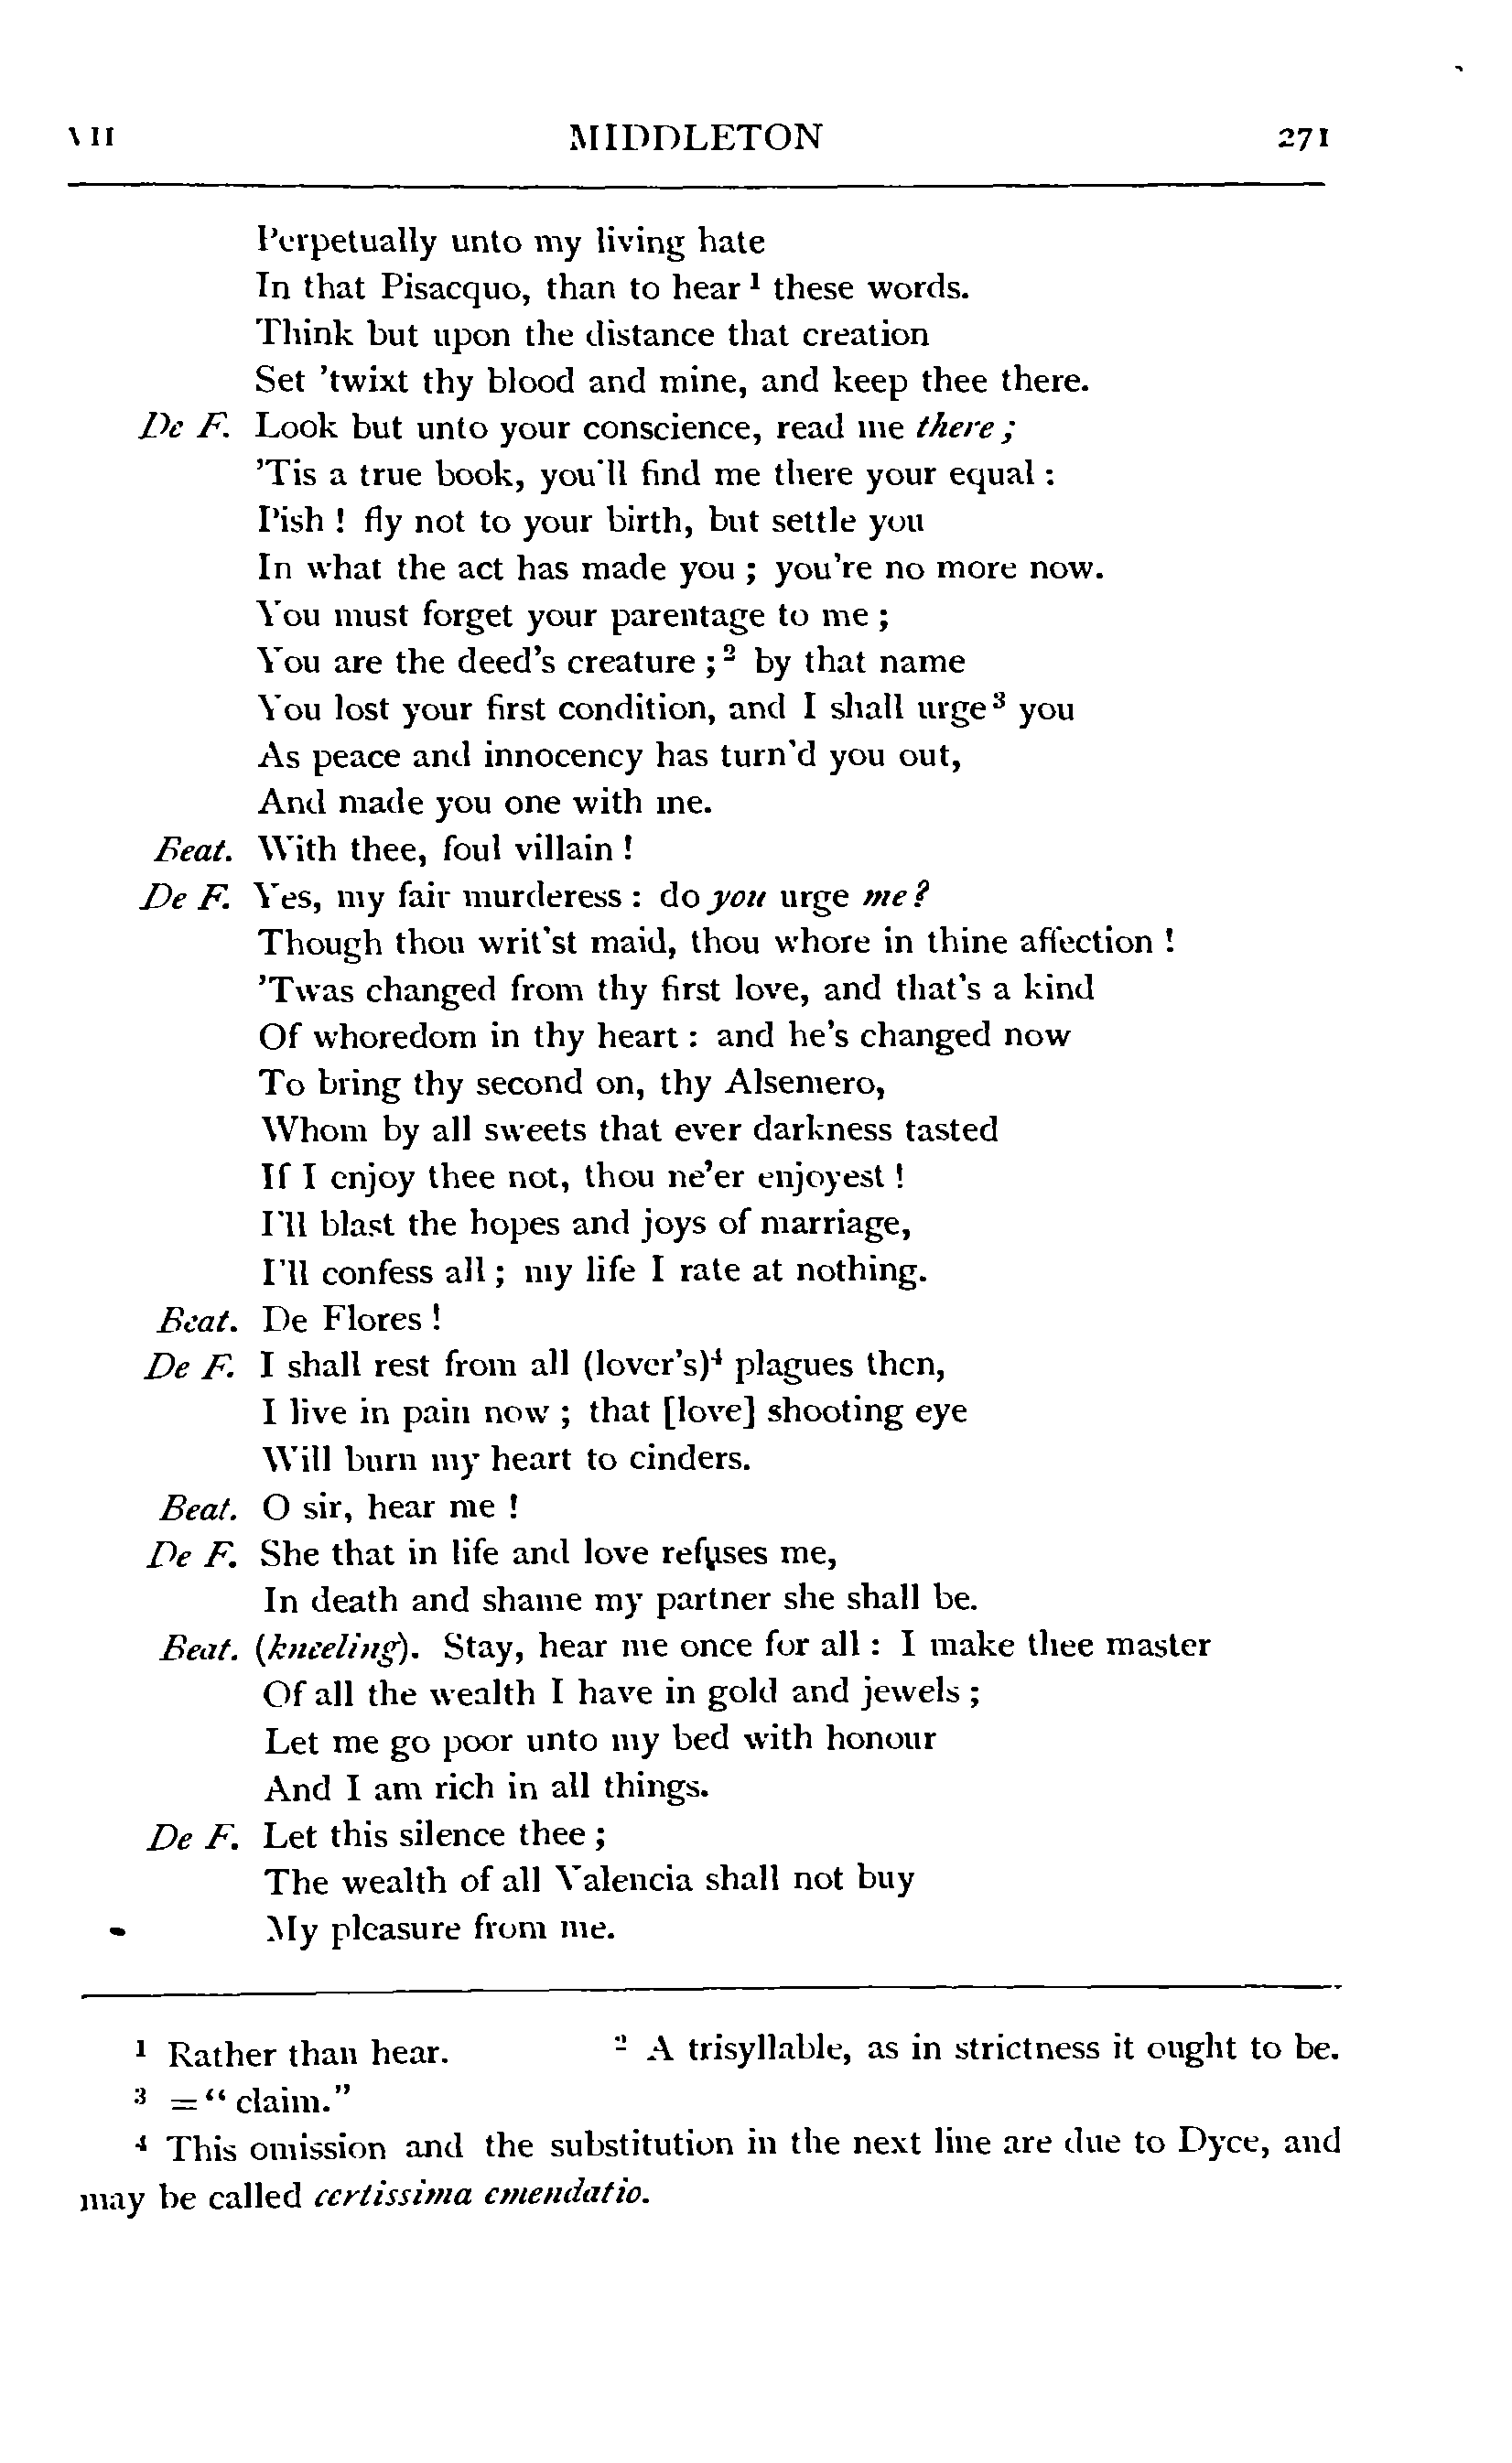 VII MIDDLETON 271
Perpetually unto my living hate
In that Pisacquo, than to hear ¹ these words.
Think but upon the distance that creation
Set ’twixt thy blood and mine, and keep thee there.
De F. Look but unto your conscience, read me there ;
’Tis a true book, you’ll find me there your equal :
Pish ! fly not to your birth, but settle you
In what the act has made you ; you’re no more now.
You must forget your parentage to me ;
You are the deed’s creature ; ² by that name
You lost your first condition, and I shall urge ³ you
As peace and innocency has turn’d you out,
And made you one with me.
Beat. With thee, foul villain !
De F. Yes, my fair murderess : do you urge me ?
Though thou writ’st maid, thou whore in thine affection !
’Twas changed from thy first love, and that’s a kind
Of whoredom in thy heart : and he’s changed now
To bring thy second on, thy Alsemero,
Whom by all sweets that ever darkness tasted
If I enjoy thee not, thou ne’er enjoyest !
I’ll blast the hopes and joys of marriage,
I’ll confess all ; my life I rate at nothing.
Beat. De Flores !
De F. I shall rest from all (lover’s)⁴ plagues then,
I live in pain now ; that [love] shooting eye
Will burn my heart to cinders.
Beat. O sir, hear me !
De F. She that in life and love refuses me,
In death and shame my partner she shall be.
Beat. (kneeling). Stay, hear me once for all : I make thee master
Of all the wealth I have in gold and jewels ;
Let me go poor unto my bed with honour
And I am rich in all things.
De F. Let this silence thee ;
The wealth of all Valencia shall not buy
My pleasure from me.
¹ Rather than hear. ² A trisyllable, as in strictness it ought to be.
³ = “ claim.”
⁴ This omission and the substitution in the next line are due to Dyce, and
may be called certissima emendatio.